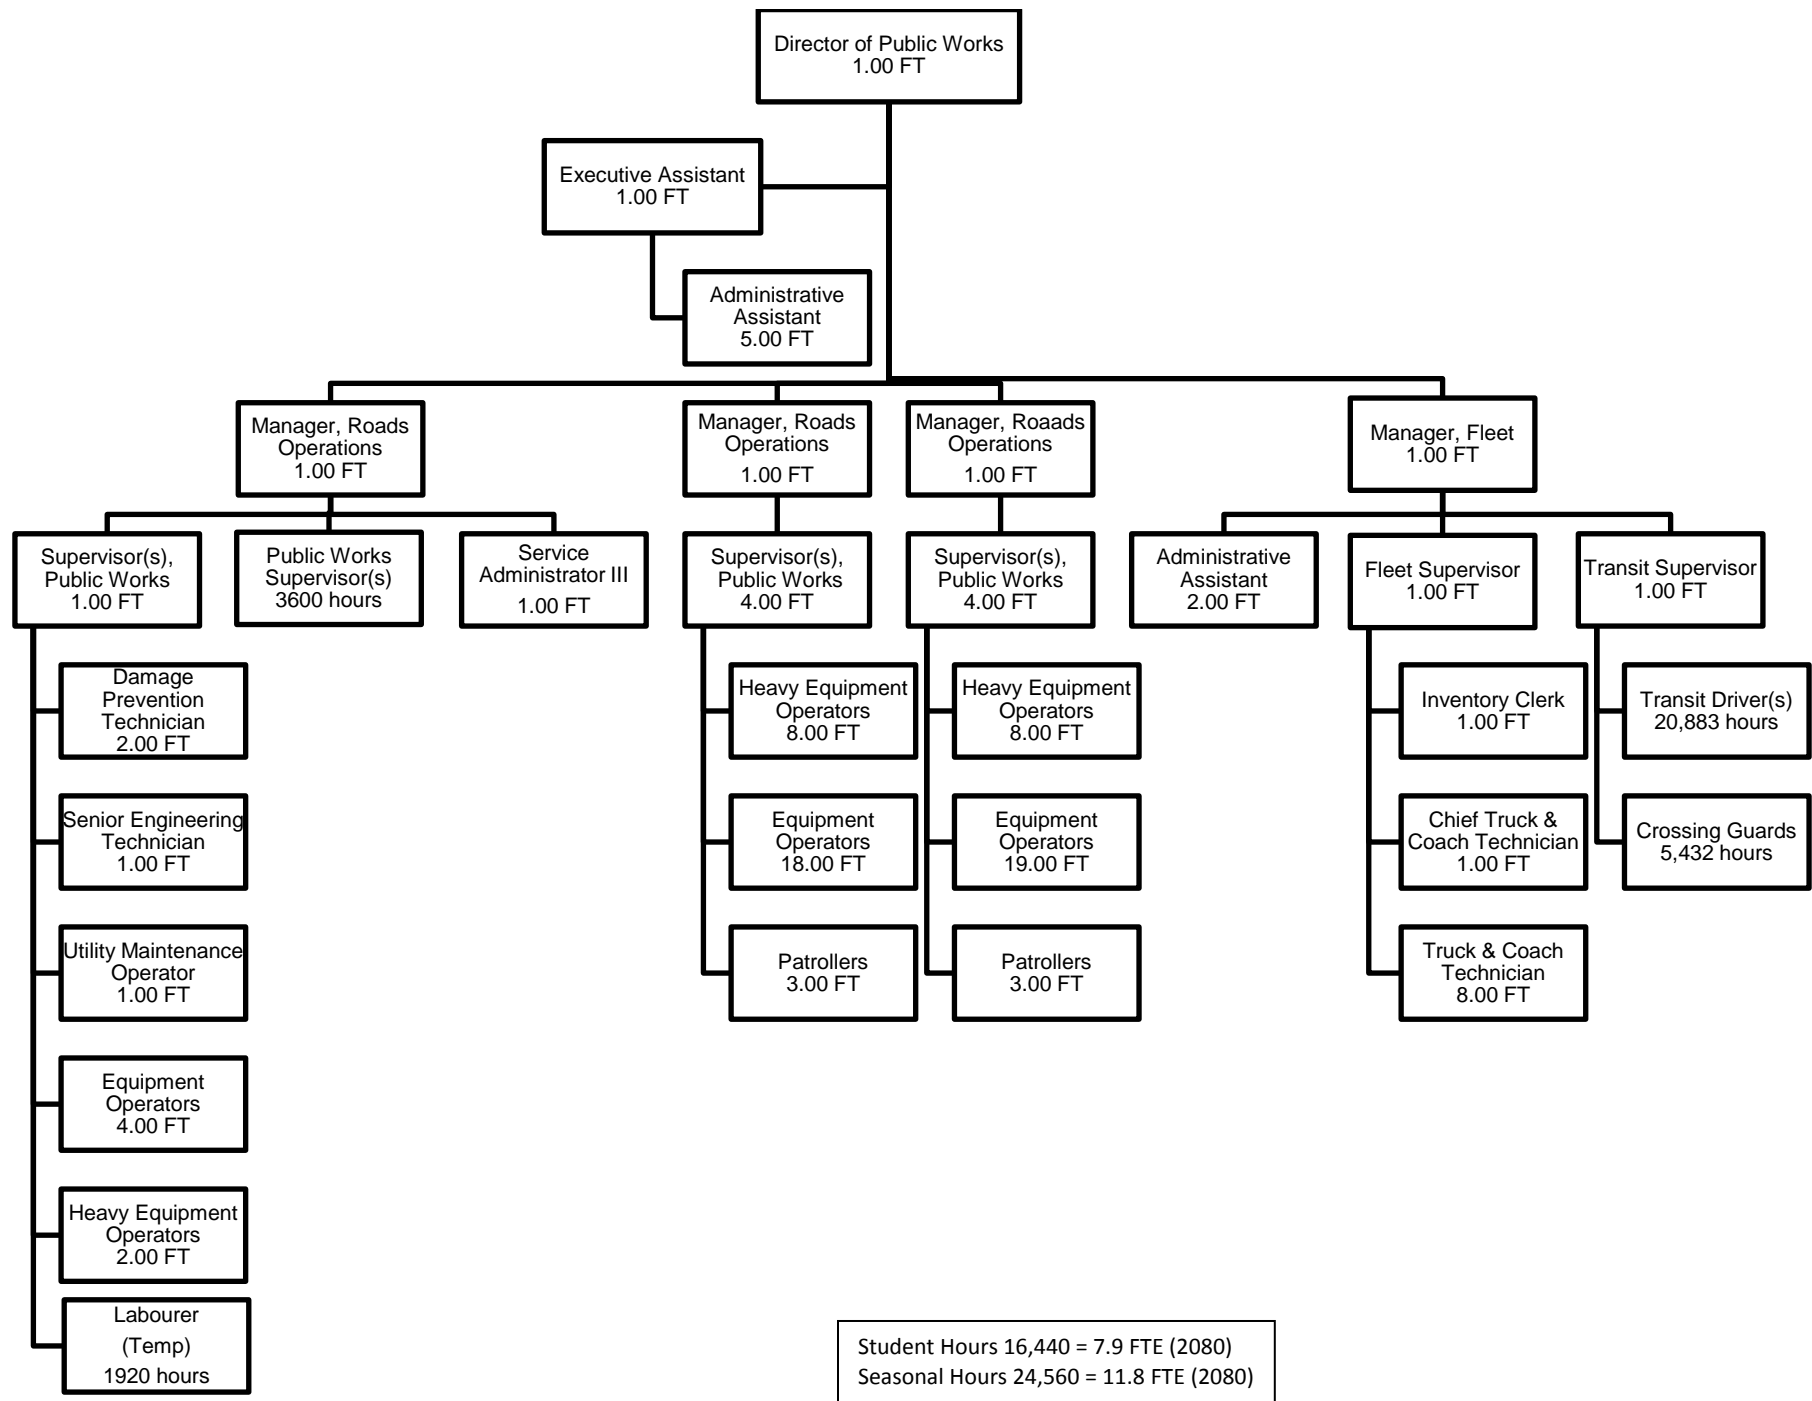 Director of Public Works
1.00 FT
Executive Assistant
1.00 FT
Administrative
Assistant
5.00 FT
Manager, Roads
Operations
1.00 FT
Manager, Roads
Operations
1.00 FT
Manager, Roaads
Operations
1.00 FT
Manager, Fleet
1.00 FT
Supervisor(s),
Public Works
1.00 FT
Public Works
Supervisor(s)
3600 hours
Service
Administrator III
1.00 FT
Supervisor(s),
Public Works
4.00 FT
Supervisor(s),
Public Works
4.00 FT
Administrative
Assistant
2.00 FT
Fleet Supervisor
1.00 FT
Transit Supervisor
1.00 FT
Damage
Prevention
Technician
2.00 FT
Senior Engineering
Technician
1.00 FT
Utility Maintenance
Operator
1.00 FT
Equipment
Operators
4.00 FT
Heavy Equipment
Operators
2.00 FT
Labourer
(Temp)
1920 hours
Heavy Equipment
Operators
8.00 FT
Equipment
Operators
18.00 FT
Patrollers
3.00 FT
Heavy Equipment
Operators
8.00 FT
Equipment
Operators
19.00 FT
Patrollers
3.00 FT
Inventory Clerk
1.00 FT
Chief Truck &
Coach Technician
1.00 FT
Truck & Coach
Technician
8.00 FT
Transit Driver(s)
20,883 hours
Crossing Guards
5,432 hours
Student Hours 16,440 = 7.9 FTE (2080)
Seasonal Hours 24,560 = 11.8 FTE (2080)